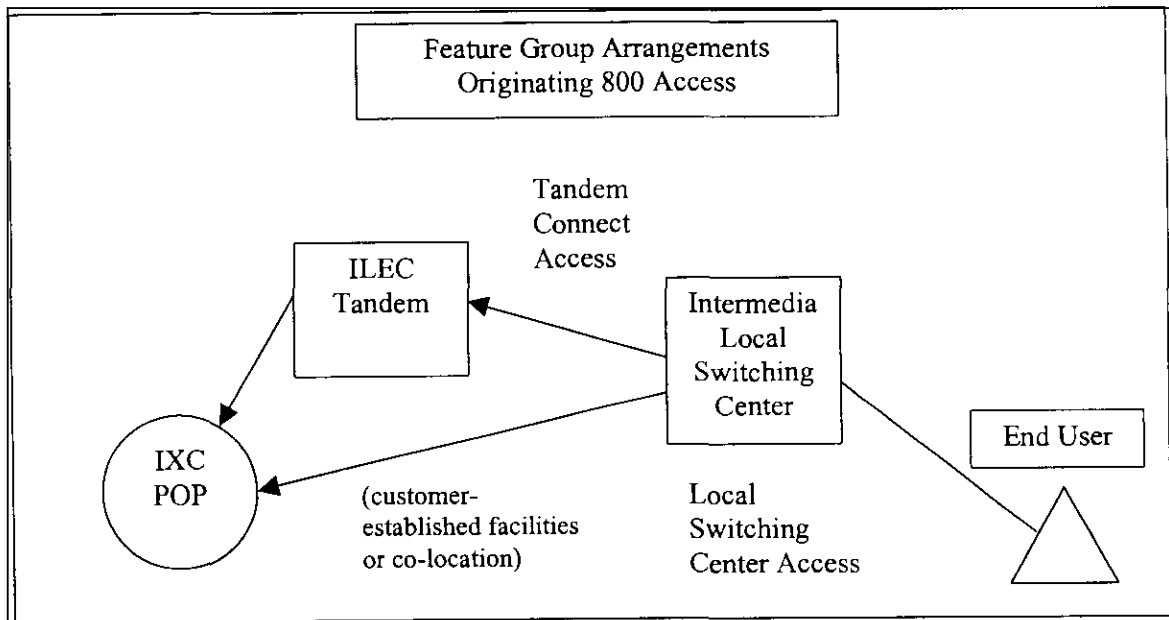 Feature Group Arrangements
Originating 800 Access
Tandem
Connect
Access
ILEC
Tandem
Intermedia
Local
Switching
Center
End User
IXC
POP
(customer-
established facilities
or co-location)
Local
Switching
Center Access